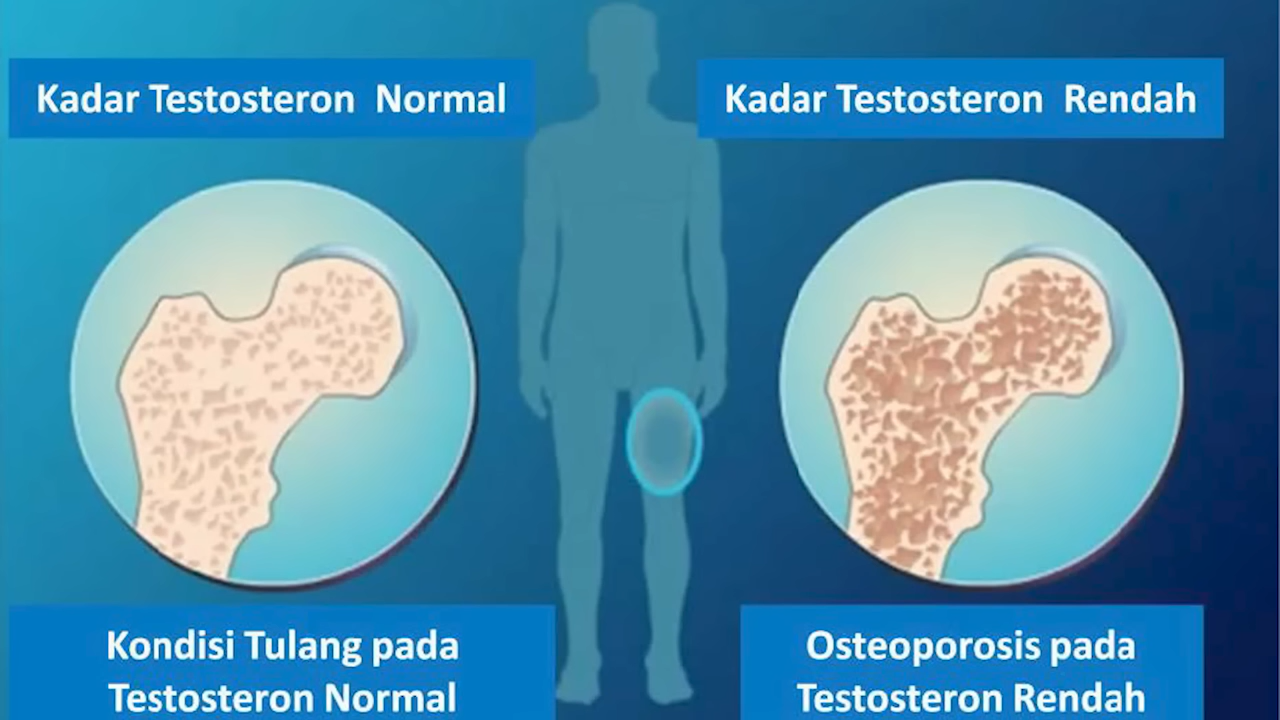 Kadar Testosteron Normal
Kadar Testosteron Rendah
Kondisi Tulang pada
Testosteron Normal
Osteoporosis pada
Testosteron Rendah